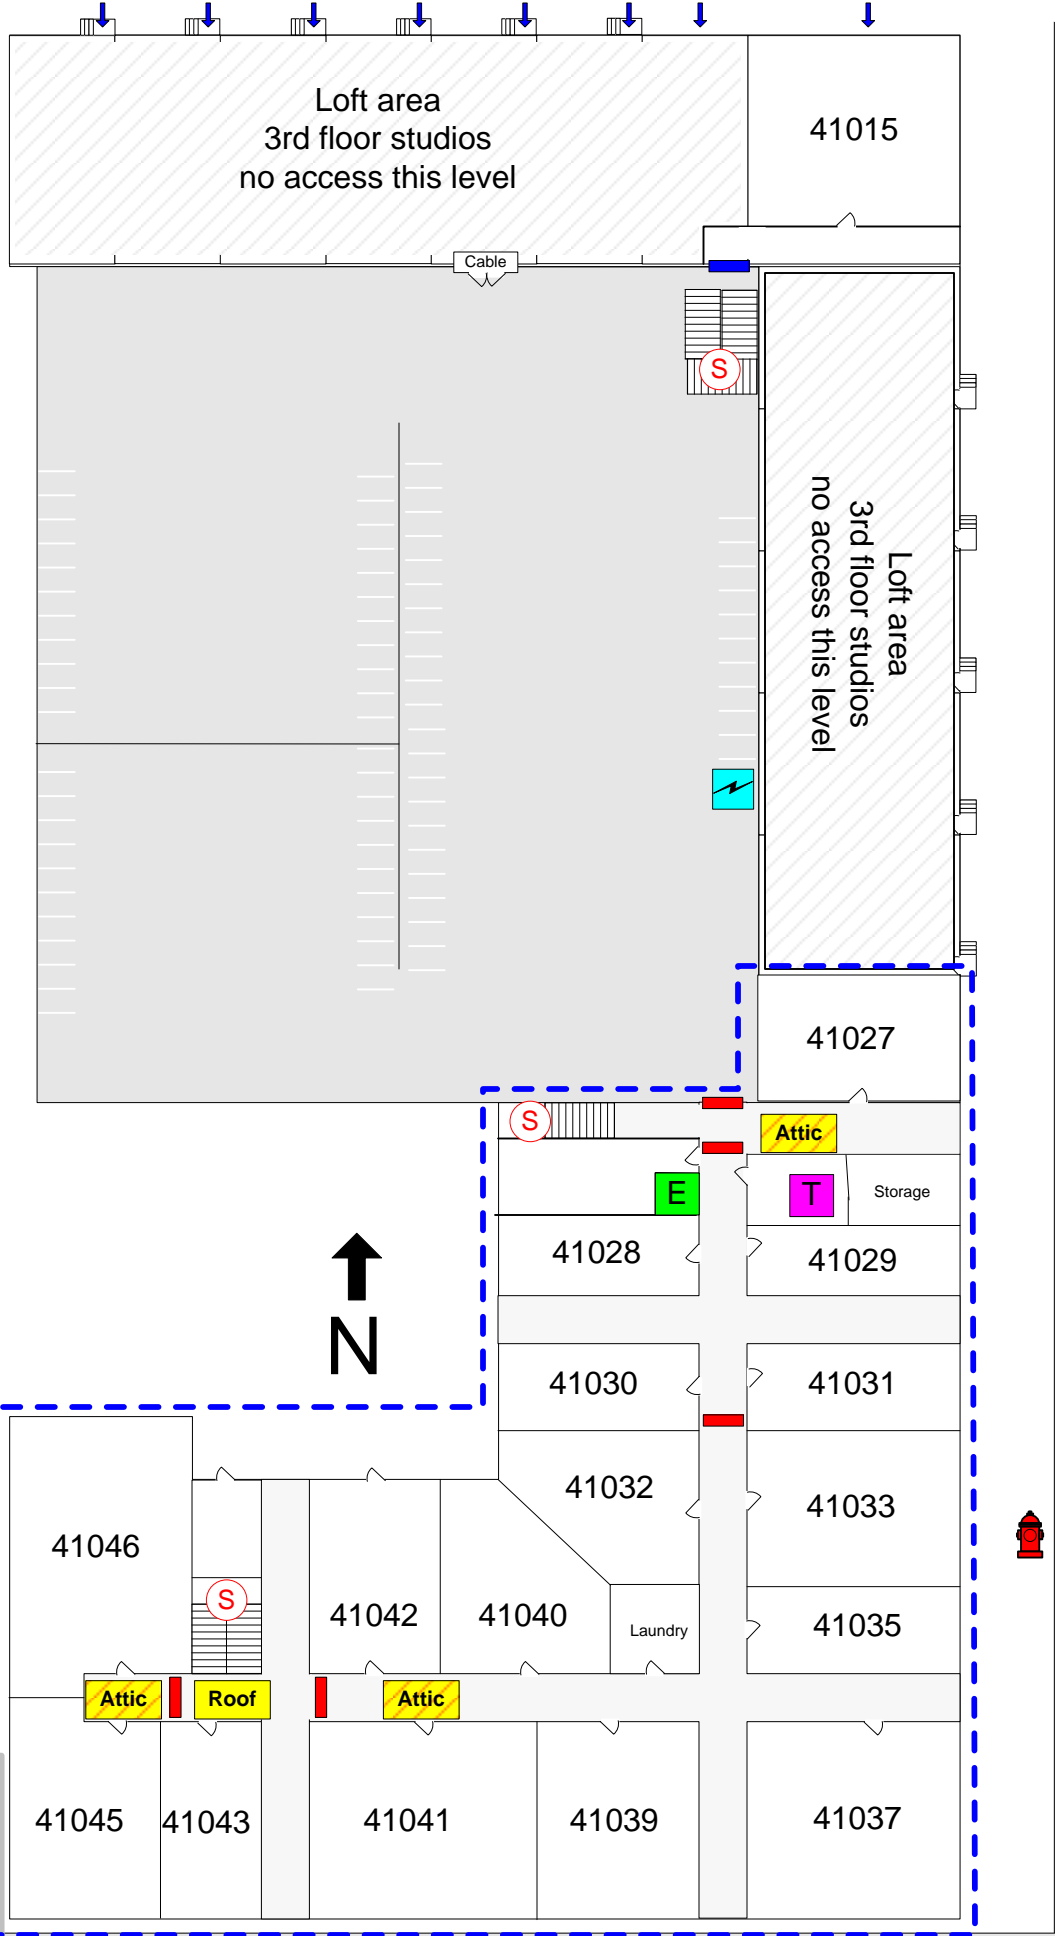 Loft area
3rd floor studios
no access this level
41015
Cable
S
Loft area
3rd floor studios
no access this level
41027
S
Attic
E
T
Storage
41028
41029
N
41030
41031
41032
41033
41046
S
41042
41040
Laundry
41035
Attic
Roof
Attic
41045
41043
41041
41039
41037